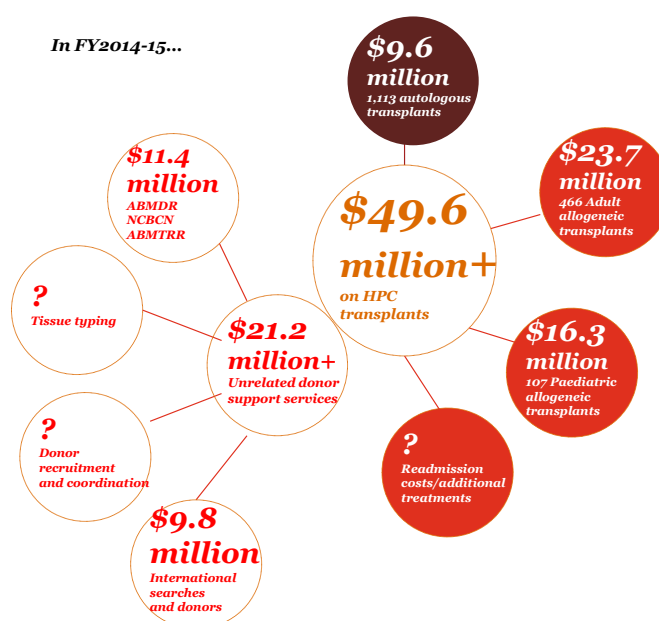 In FY2014-15...
$9.6
million
1,113 autologous
transplants
$11.4
million
ABMDR
NCBCN
ABMTRR
$23.7
million
466 Adult
allogeneic
transplants
$49.6
million+
on HPC
transplants
?
Tissue typing
$21.2
million+
Unrelated donor
support services
$16.3
million
107 Paediatric
allogeneic
transplants
?
Donor
recruitment
and coordination
?
Readmission
costs/additional
treatments
$9.8
million
International
searches
and donors